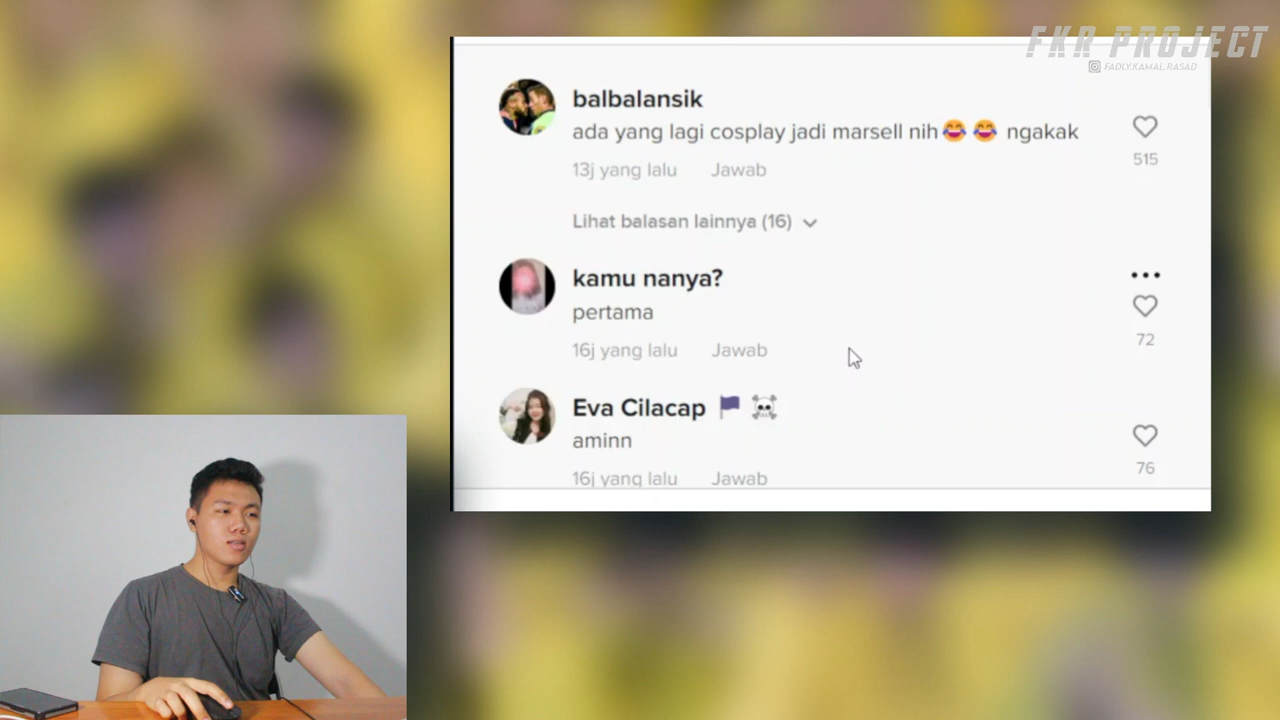 FKR PROJECT
FADLY.KAMAL.RASAD
balbalansik
ada yang lagi cosplay jadi marsell nih😂 😂 ngakak
515
13j yang lalu Jawab
Lihat balasan lainnya (16)
kamu nanya?
pertama
72
16j yang lalu Jawab
Eva Cilacap 🏴 ☠
aminn
76
16j yang lalu Jawab